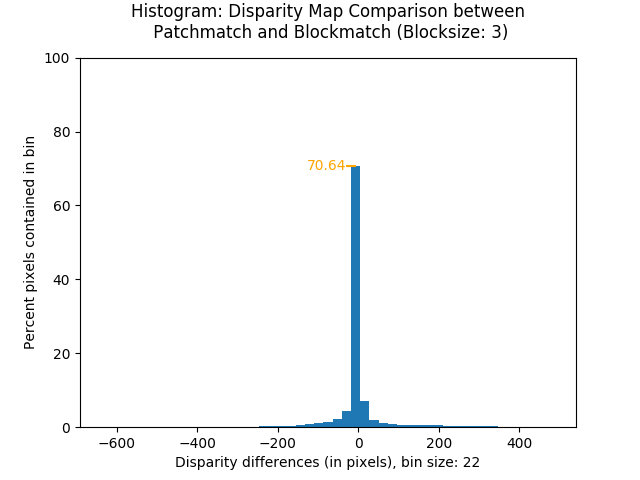 Histogram: Disparity Map Comparison between
Patchmatch and Blockmatch (Blocksize: 3)
100
80
60
40
20
0
Percent pixels contained in bin
70.64
−600 −400 −200 0 200 400
Disparity differences (in pixels), bin size: 22